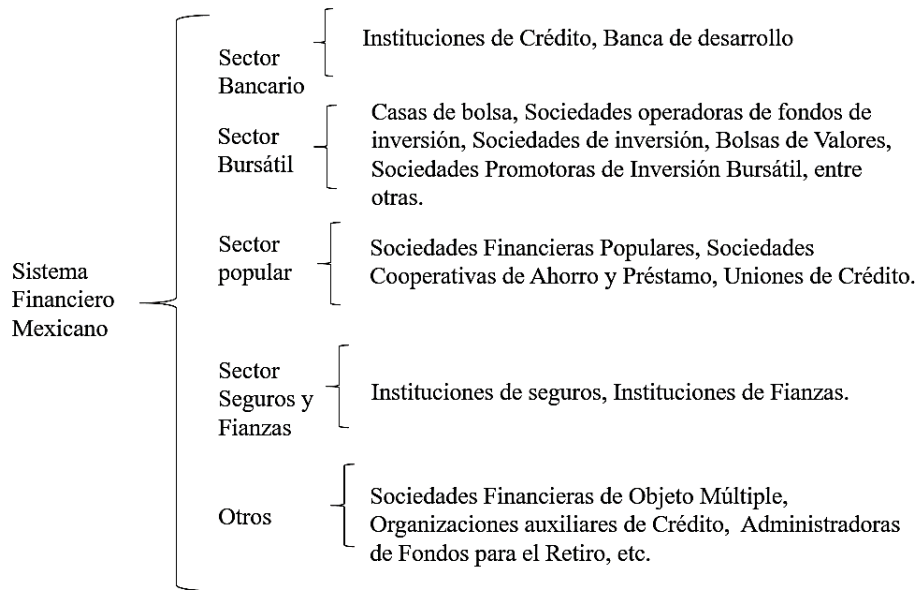 Sistema
Financiero
Mexicano
Sector
Bancario
Instituciones de Crédito, Banca de desarrollo
Sector
Bursátil
Casas de bolsa, Sociedades operadoras de fondos de
inversión, Sociedades de inversión, Bolsas de Valores,
Sociedades Promotoras de Inversión Bursátil, entre
otras.
Sector
popular
Sociedades Financieras Populares, Sociedades
Cooperativas de Ahorro y Préstamo, Uniones de Crédito.
Sector
Seguros y
Fianzas
Instituciones de seguros, Instituciones de Fianzas.
Otros
Sociedades Financieras de Objeto Múltiple,
Organizaciones auxiliares de Crédito, Administradoras
de Fondos para el Retiro, etc.